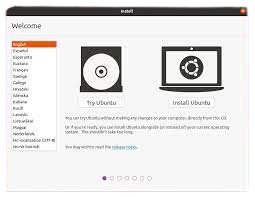 Install
Welcome
English
Español
Esperanto
Euskara
Français
Gaeilge
Galego
Hrvatski
Íslenska
Italiano
Kurdî
Latviski
Lietuviškai
Magyar
Nederlands
No localization (UTF-8)
Norsk bokmål
Try Ubuntu
Install Ubuntu
You can try Ubuntu without making any changes to your computer, directly from this CD.
Or if you're ready, you can install Ubuntu alongside (or instead of) your current operating
system. This shouldn't take too long.
You may wish to read the release notes.